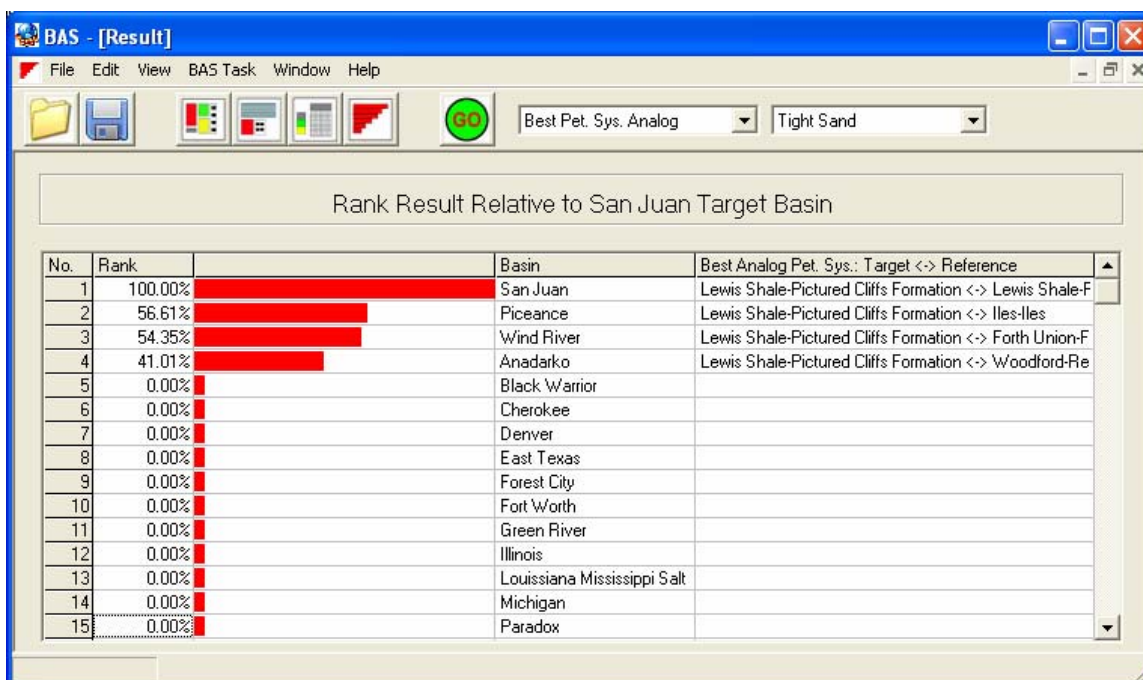 BAS - [Result]
File Edit View BAS Task Window Help
GO Best Pet. Sys. Analog Tight Sand
Rank Result Relative to San Juan Target Basin
No. Rank Basin Best Analog Pet. Sys.: Target <-> Reference
1 100.00% San Juan Lewis Shale-Pictured Cliffs Formation <-> Lewis Shale-F
2 56.61% Piceance Lewis Shale-Pictured Cliffs Formation <-> Iles-Iles
3 54.35% Wind River Lewis Shale-Pictured Cliffs Formation <-> Forth Union-F
4 41.01% Anadarko Lewis Shale-Pictured Cliffs Formation <-> Woodford-Re
5 0.00% Black Warrior
6 0.00% Cherokee
7 0.00% Denver
8 0.00% East Texas
9 0.00% Forest City
10 0.00% Fort Worth
11 0.00% Green River
12 0.00% Illinois
13 0.00% Louissiana Mississippi Salt
14 0.00% Michigan
15 0.00% Paradox